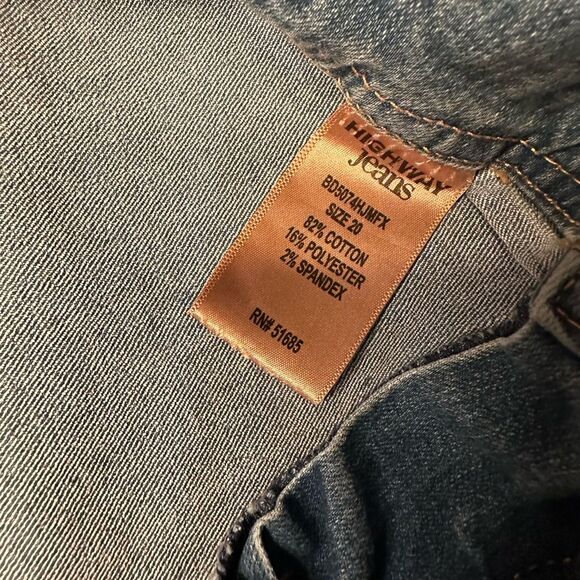 HIGHWAY
Jeans
BD5074HJMFX
SIZE 20
82% COTTON
16% POLYESTER
2% SPANDEX
RN# 51685